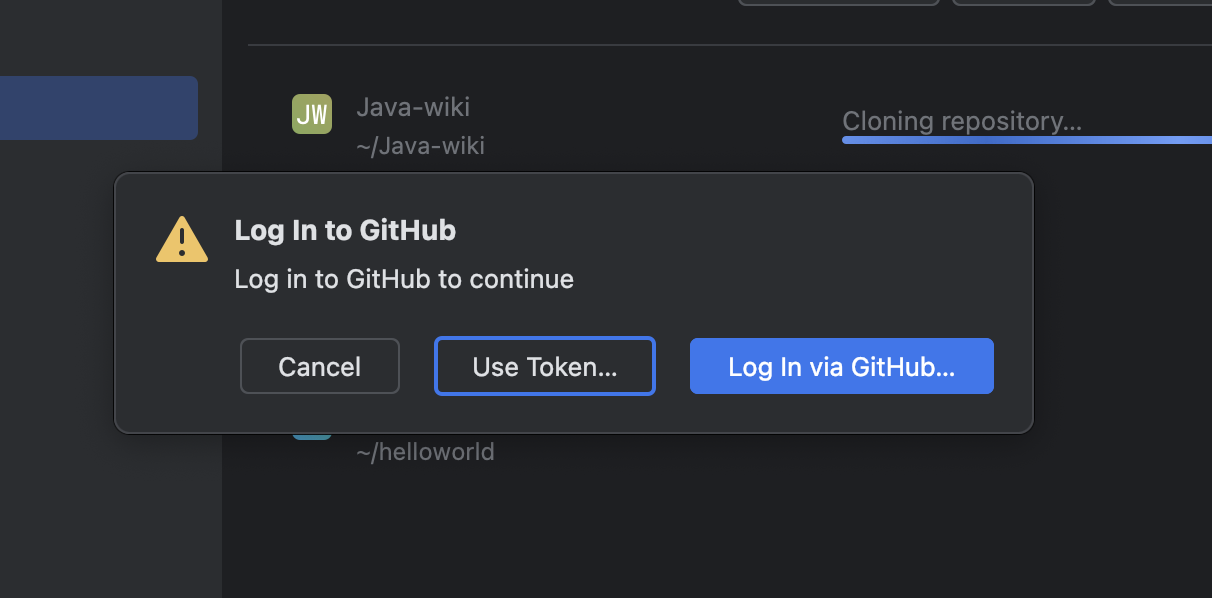 JW
Java-wiki
~/Java-wiki
Cloning repository...
Log In to GitHub
Log in to GitHub to continue
Cancel
Use Token...
Log In via GitHub...
~/helloworld